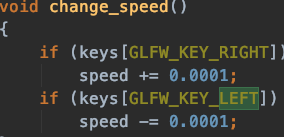 void change_speed()
{
    if (keys[GLFW_KEY_RIGHT])
        speed += 0.0001;
    if (keys[GLFW_KEY_LEFT])
        speed -= 0.0001;